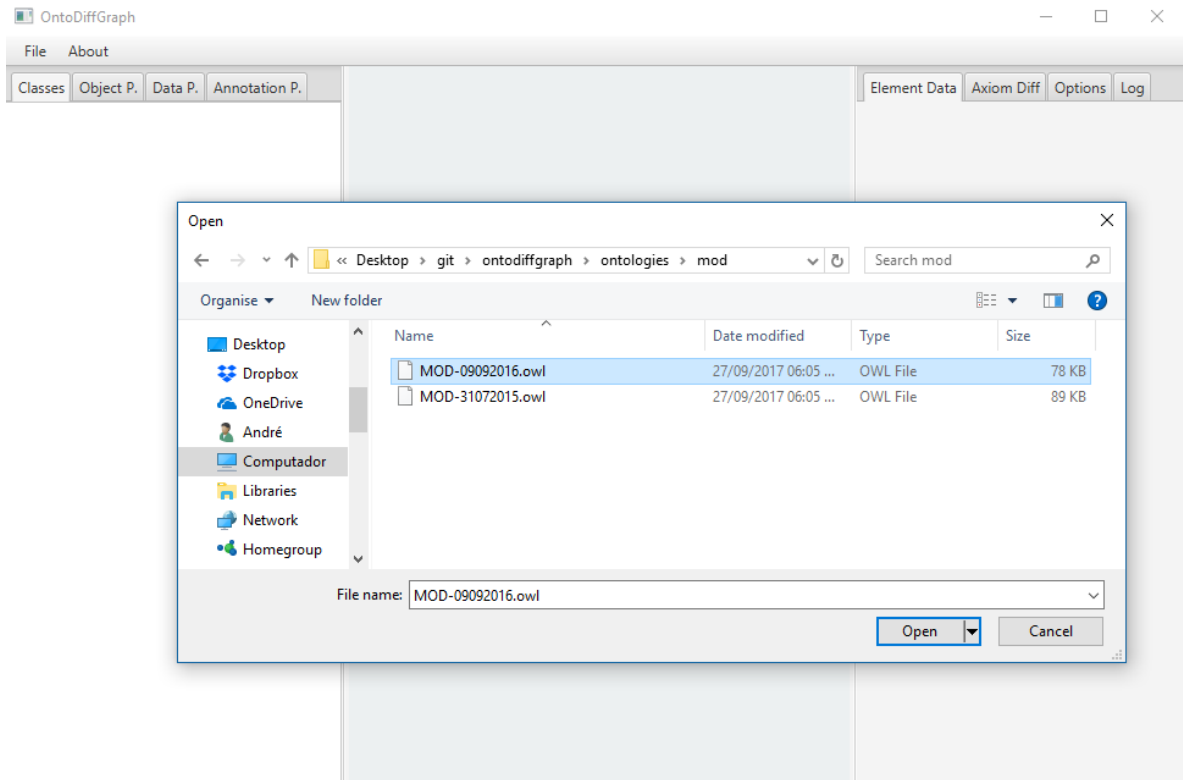 OntoDiffGraph
File About
Classes Object P. Data P. Annotation P.
Element Data Axiom Diff Options Log
Open
« Desktop › git › ontodiffgraph › ontologies › mod
Search mod
Organise New folder
?
Desktop
Dropbox
OneDrive
André
Computador
Libraries
Network
Homegroup
Name Date modified Type Size
MOD-09092016.owl 27/09/2017 06:05 ... OWL File 78 KB
MOD-31072015.owl 27/09/2017 06:05 ... OWL File 89 KB
File name: MOD-09092016.owl
Open Cancel